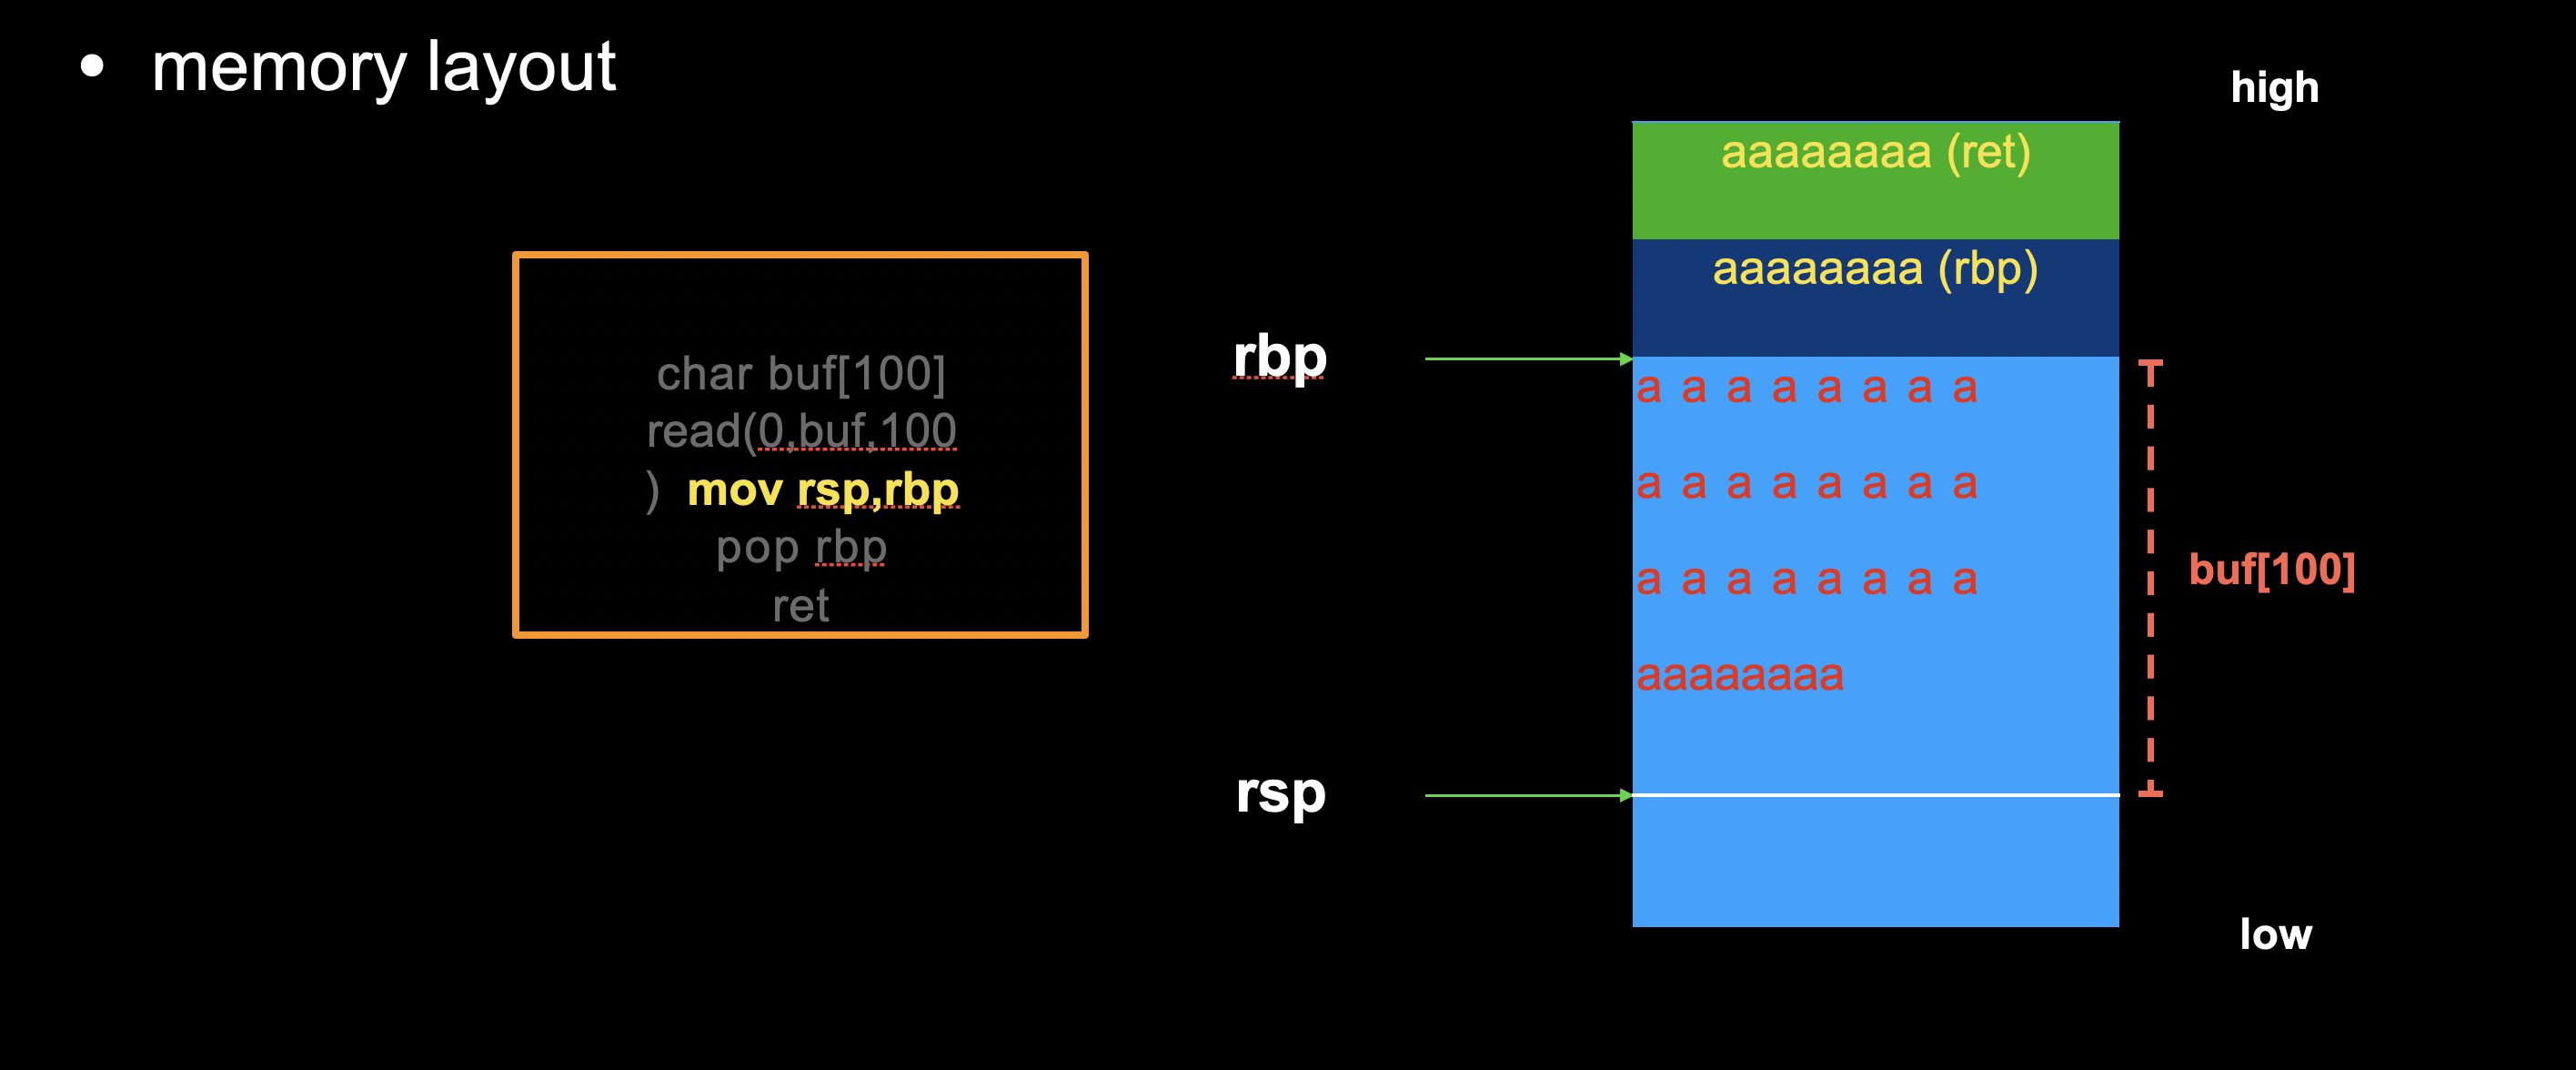 • memory layout
char buf[100]
read(0,buf,100
) mov rsp,rbp
pop rbp
ret
high
aaaaaaaa (ret)
aaaaaaaa (rbp)
rbp
a a a a a a a a
a a a a a a a a
a a a a a a a a
aaaaaaaa
buf[100]
rsp
low